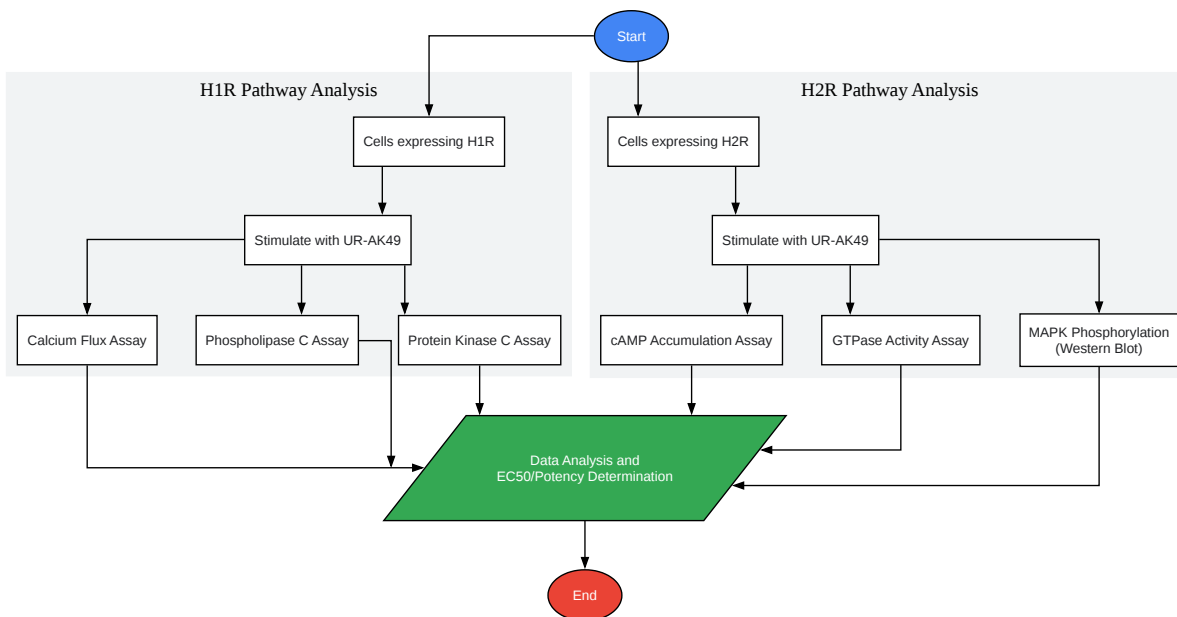 Start
H1R Pathway Analysis
H2R Pathway Analysis
Cells expressing H1R
Cells expressing H2R
Stimulate with UR-AK49
Stimulate with UR-AK49
Calcium Flux Assay
Phospholipase C Assay
Protein Kinase C Assay
cAMP Accumulation Assay
GTPase Activity Assay
MAPK Phosphorylation
(Western Blot)
Data Analysis and
EC50/Potency Determination
End